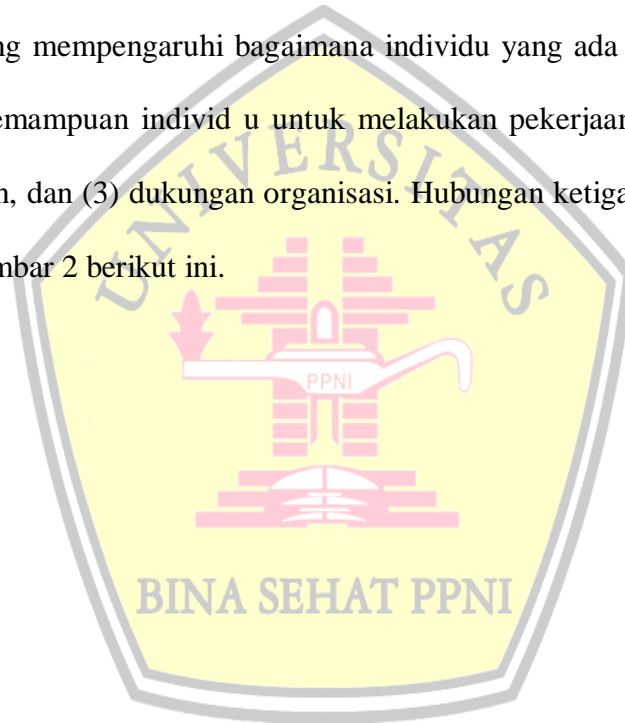 ng mempengaruhi bagaimana individu yang ada
emampuan individ u untuk melakukan pekerjaan
n, dan (3) dukungan organisasi. Hubungan ketiga
mbar 2 berikut ini.
UNIVERSITAS
PPNI
BINA SEHAT PPNI